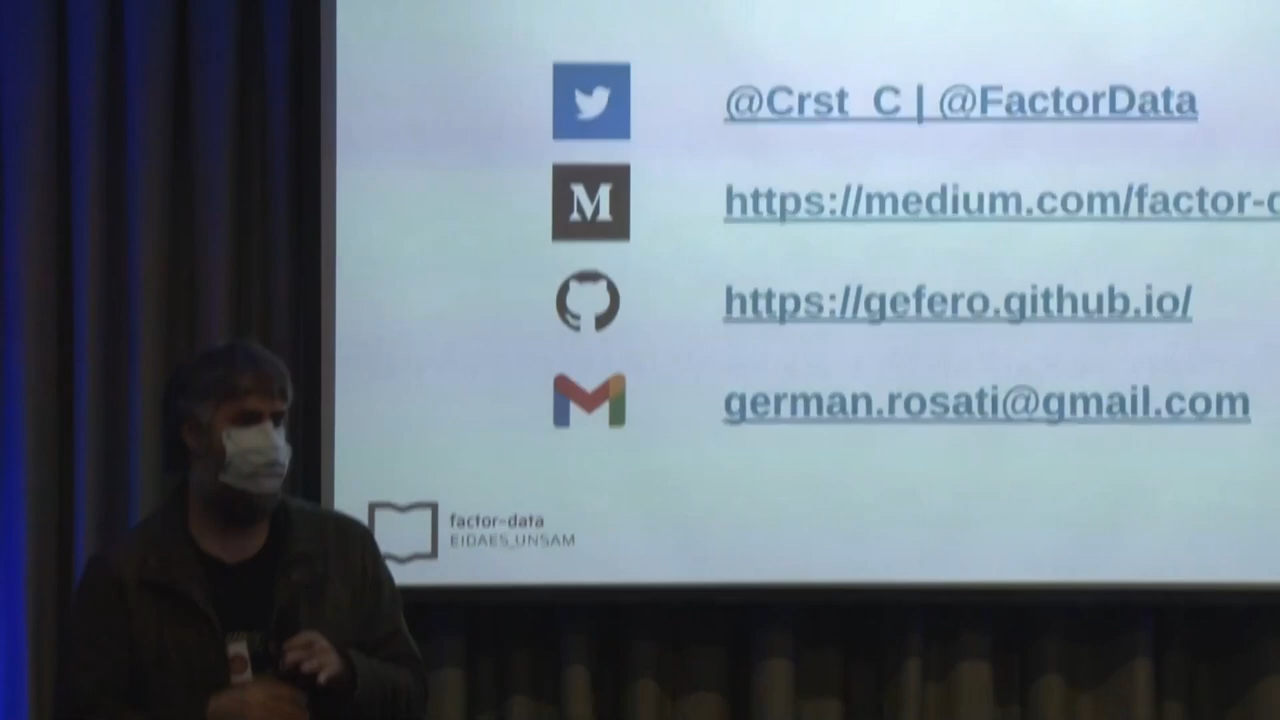 @Crst_C | @FactorData
M
https://medium.com/factor-
https://gefero.github.io/
german.rosati@gmail.com
factor-data
EIDAES_UNSAM